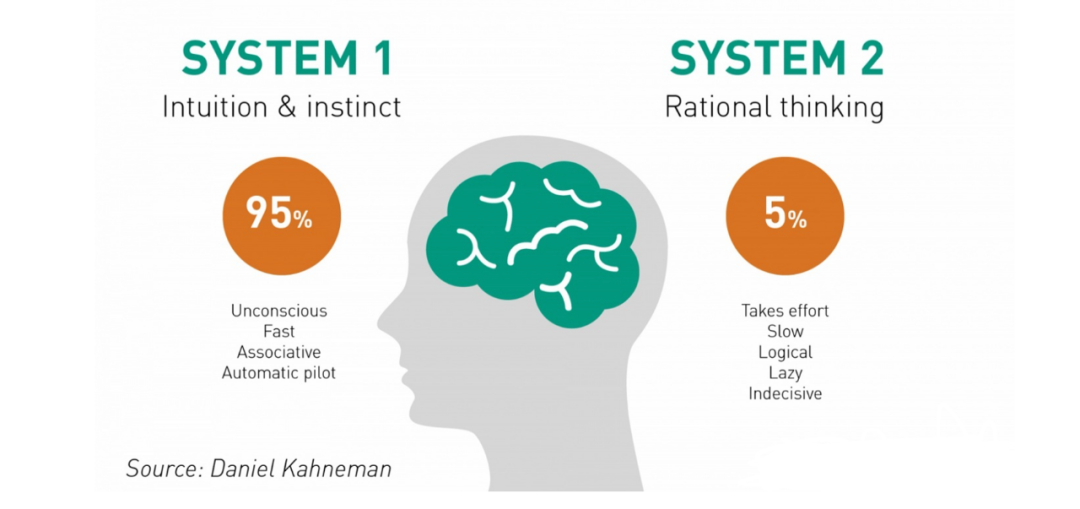 SYSTEM 1
Intuition & instinct
95%
Unconscious
Fast
Associative
Automatic pilot
SYSTEM 2
Rational thinking
5%
Takes effort
Slow
Logical
Lazy
Indecisive
Source: Daniel Kahneman